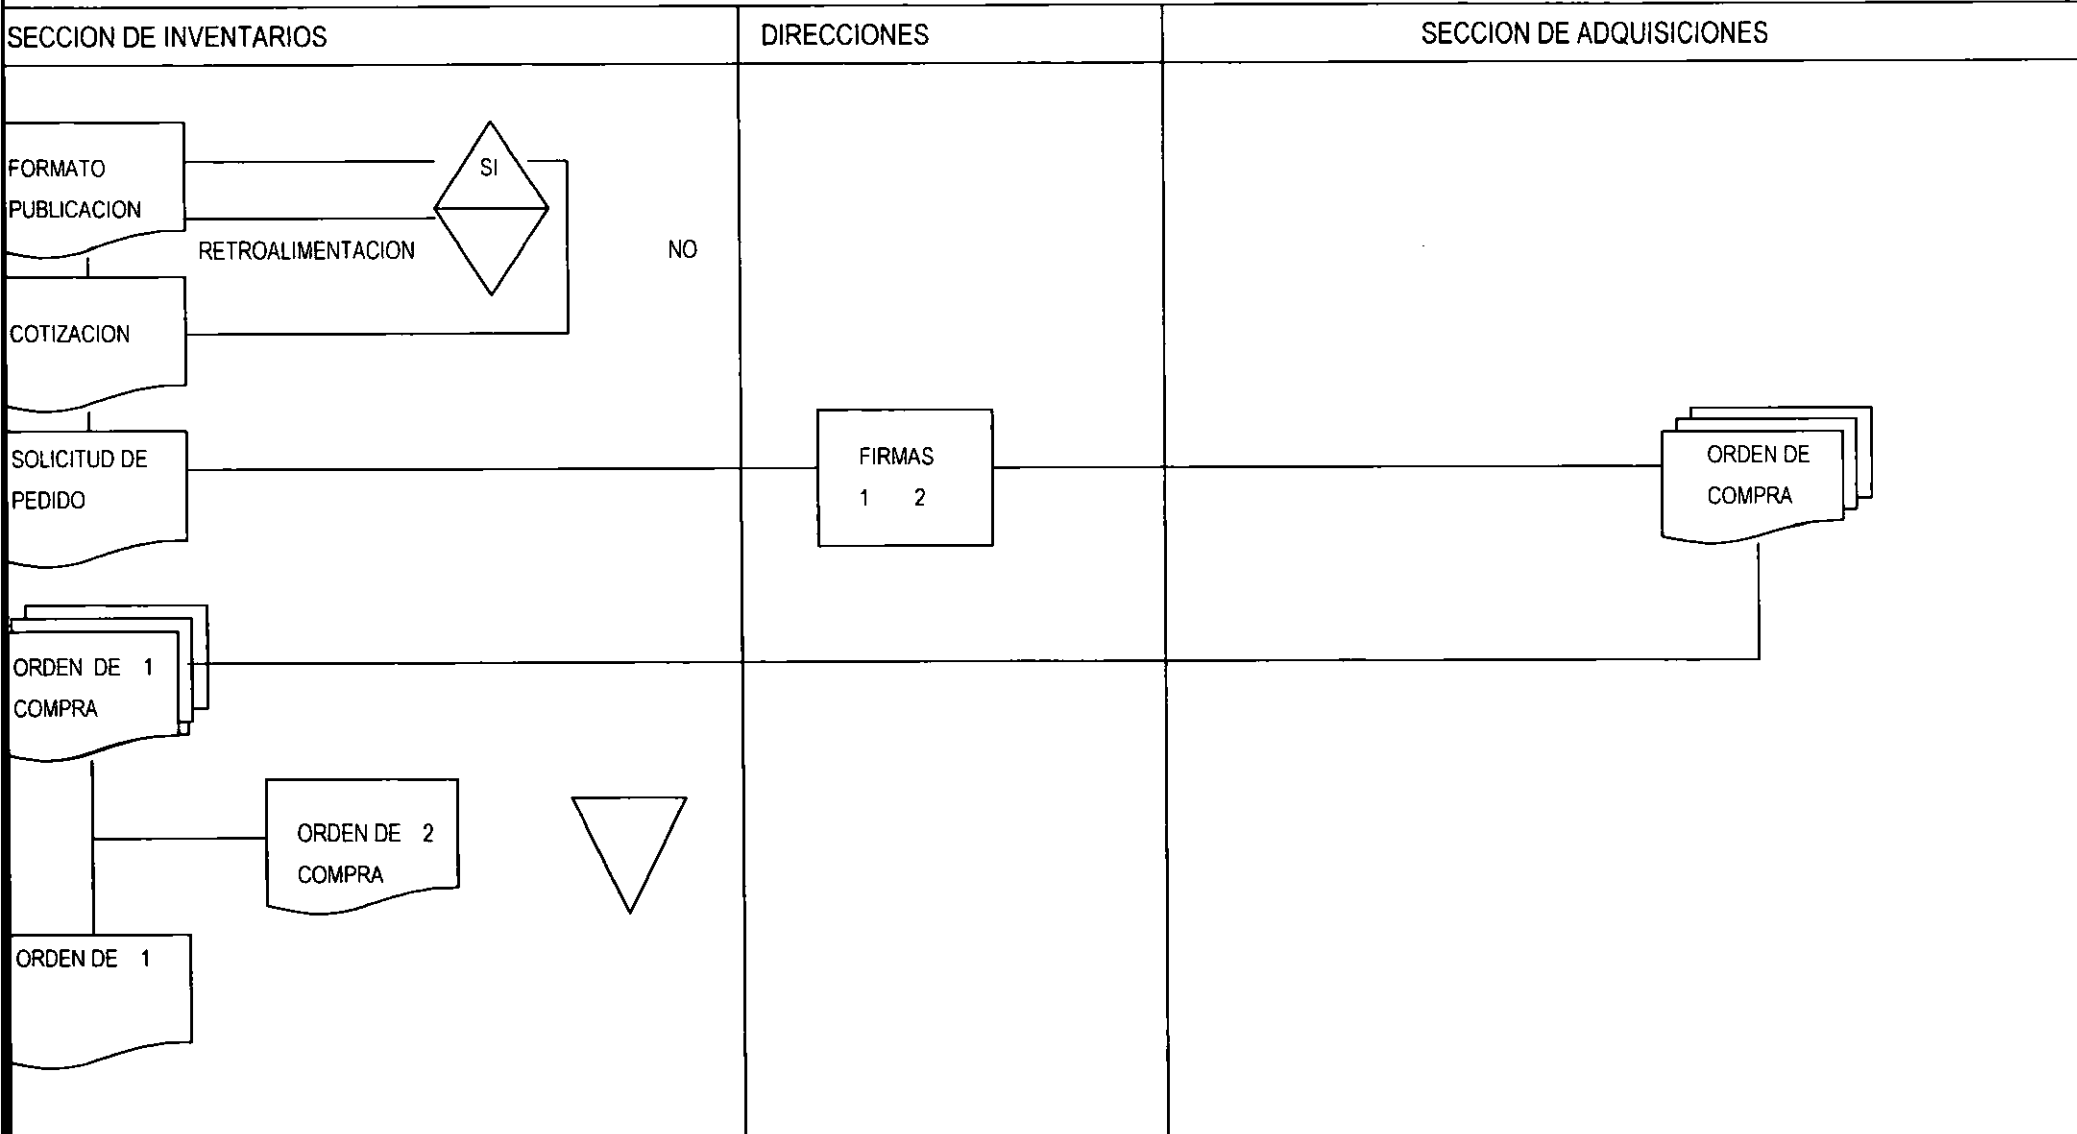 SECCION DE INVENTARIOS
DIRECCIONES
SECCION DE ADQUISICIONES
FORMATO
PUBLICACION
SI
RETROALIMENTACION
NO
COTIZACION
SOLICITUD DE
PEDIDO
FIRMAS
1 2
ORDEN DE
COMPRA
ORDEN DE 1
COMPRA
ORDEN DE 2
COMPRA
ORDEN DE 1